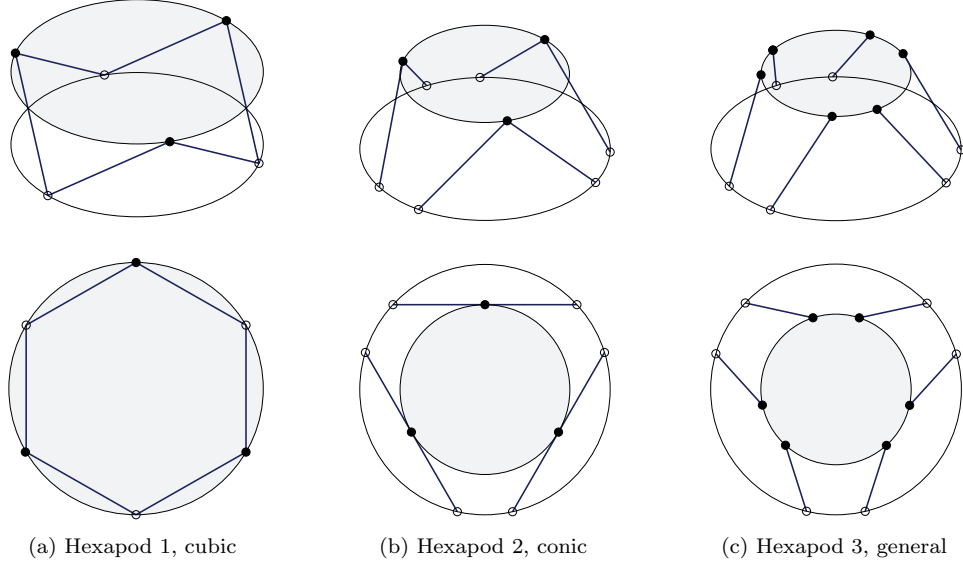 (a) Hexapod 1, cubic
(b) Hexapod 2, conic
(c) Hexapod 3, general